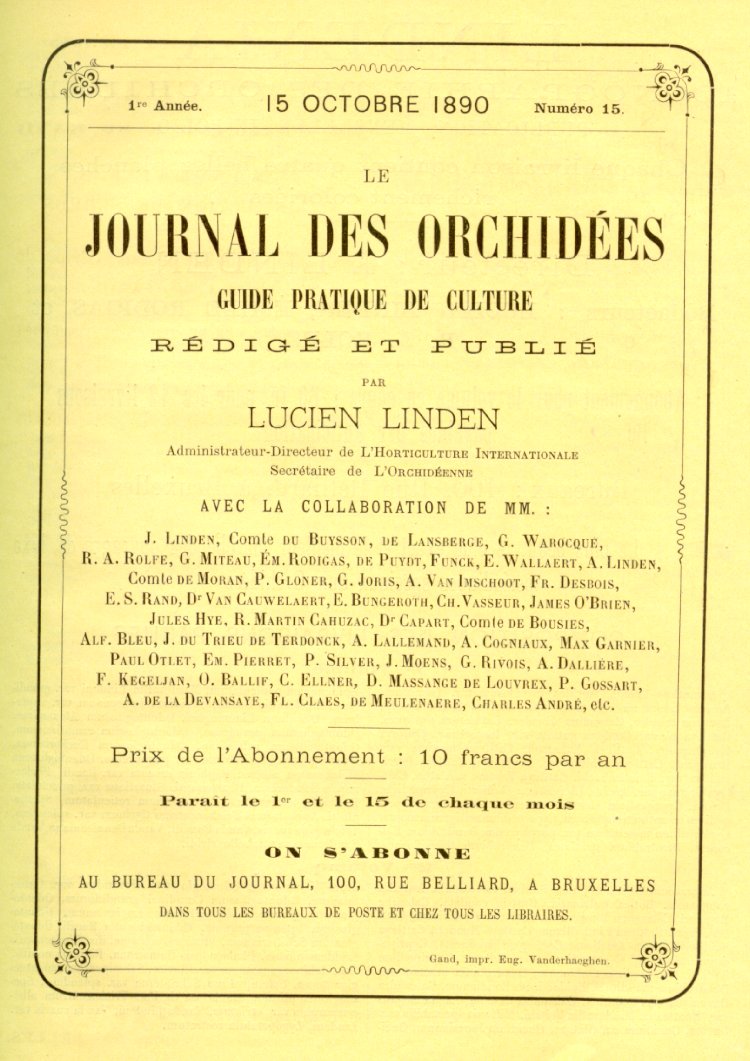 1re Année. 15 OCTOBRE 1890 Numéro 15.
LE
JOURNAL DES ORCHIDÉES
GUIDE PRATIQUE DE CULTURE
RÉDIGÉ ET PUBLIÉ
PAR
LUCIEN LINDEN
Administrateur-Directeur de L'HORTICULTURE INTERNATIONALE
Secrétaire de L'ORCHIDÉENNE
AVEC LA COLLABORATION DE MM. :
J. LINDEN, Comte DU BUYSSON, DE LANSBERGE, G. WAROCQUE,
R. A. ROLFE, G. MITEAU, ÉM. RODIGAS, DE PUYDT, FUNCK, E. WALLAERT, A. LINDEN,
Comte DE MORAN, P. GLONER, G. JORIS, A. VAN IMSCHOOT, FR. DESBOIS,
E. S. RAND, Dr VAN CAUWELAERT, E. BUNGEROTH, CH. VASSEUR, JAMES O'BRIEN,
JULES HYE, R. MARTIN CAHUZAC, Dr CAPART, Comte DE BOUSIES,
ALF. BLEU, J. DU TRIEU DE TERDONCK, A. LALLEMAND, A. COGNIAUX, MAX GARNIER,
PAUL OTLET, EM. PIERRET, P. SILVER, J. MOENS, G. RIVOIS, A. DALLIÈRE,
F. KEGELJAN, O. BALLIF, C. ELLNER, D. MASSANGE DE LOUVREX, P. GOSSART,
A. DE LA DEVANSAYE, FL. CLAES, DE MEULENAERE, CHARLES ANDRÉ, etc.
Prix de l'Abonnement : 10 francs par an
Paraît le 1er et le 15 de chaque mois
ON S'ABONNE
AU BUREAU DU JOURNAL, 100, RUE BELLIARD, A BRUXELLES
DANS TOUS LES BUREAUX DE POSTE ET CHEZ TOUS LES LIBRAIRES.
Gand, impr. Eug. Vanderhaeghen.